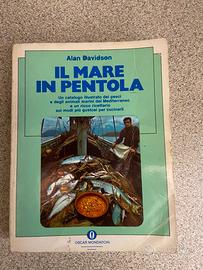 Alan Davidson
IL MARE
IN PENTOLA
Un catalogo illustrato dei pesci
e degli animali marini del Mediterraneo
e un ricco ricettario
sui modi più gustosi per cucinarli
OSCAR MONDADORI